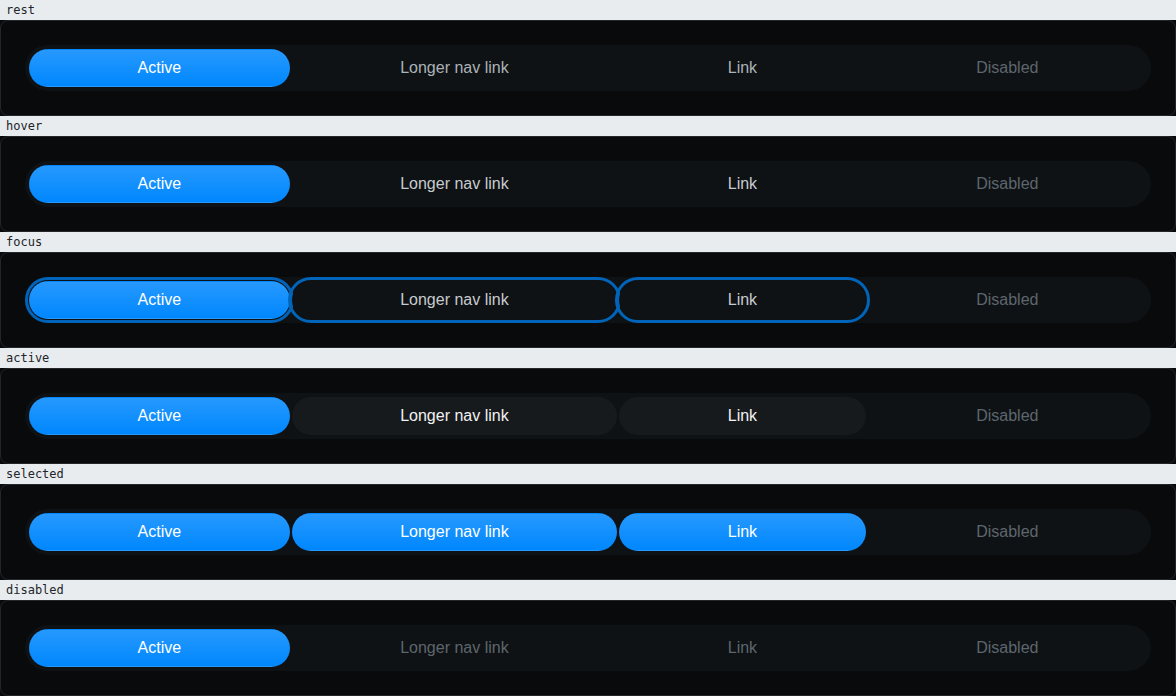 rest
Active Longer nav link Link Disabled
hover
Active Longer nav link Link Disabled
focus
Active Longer nav link Link Disabled
active
Active Longer nav link Link Disabled
selected
Active Longer nav link Link Disabled
disabled
Active Longer nav link Link Disabled